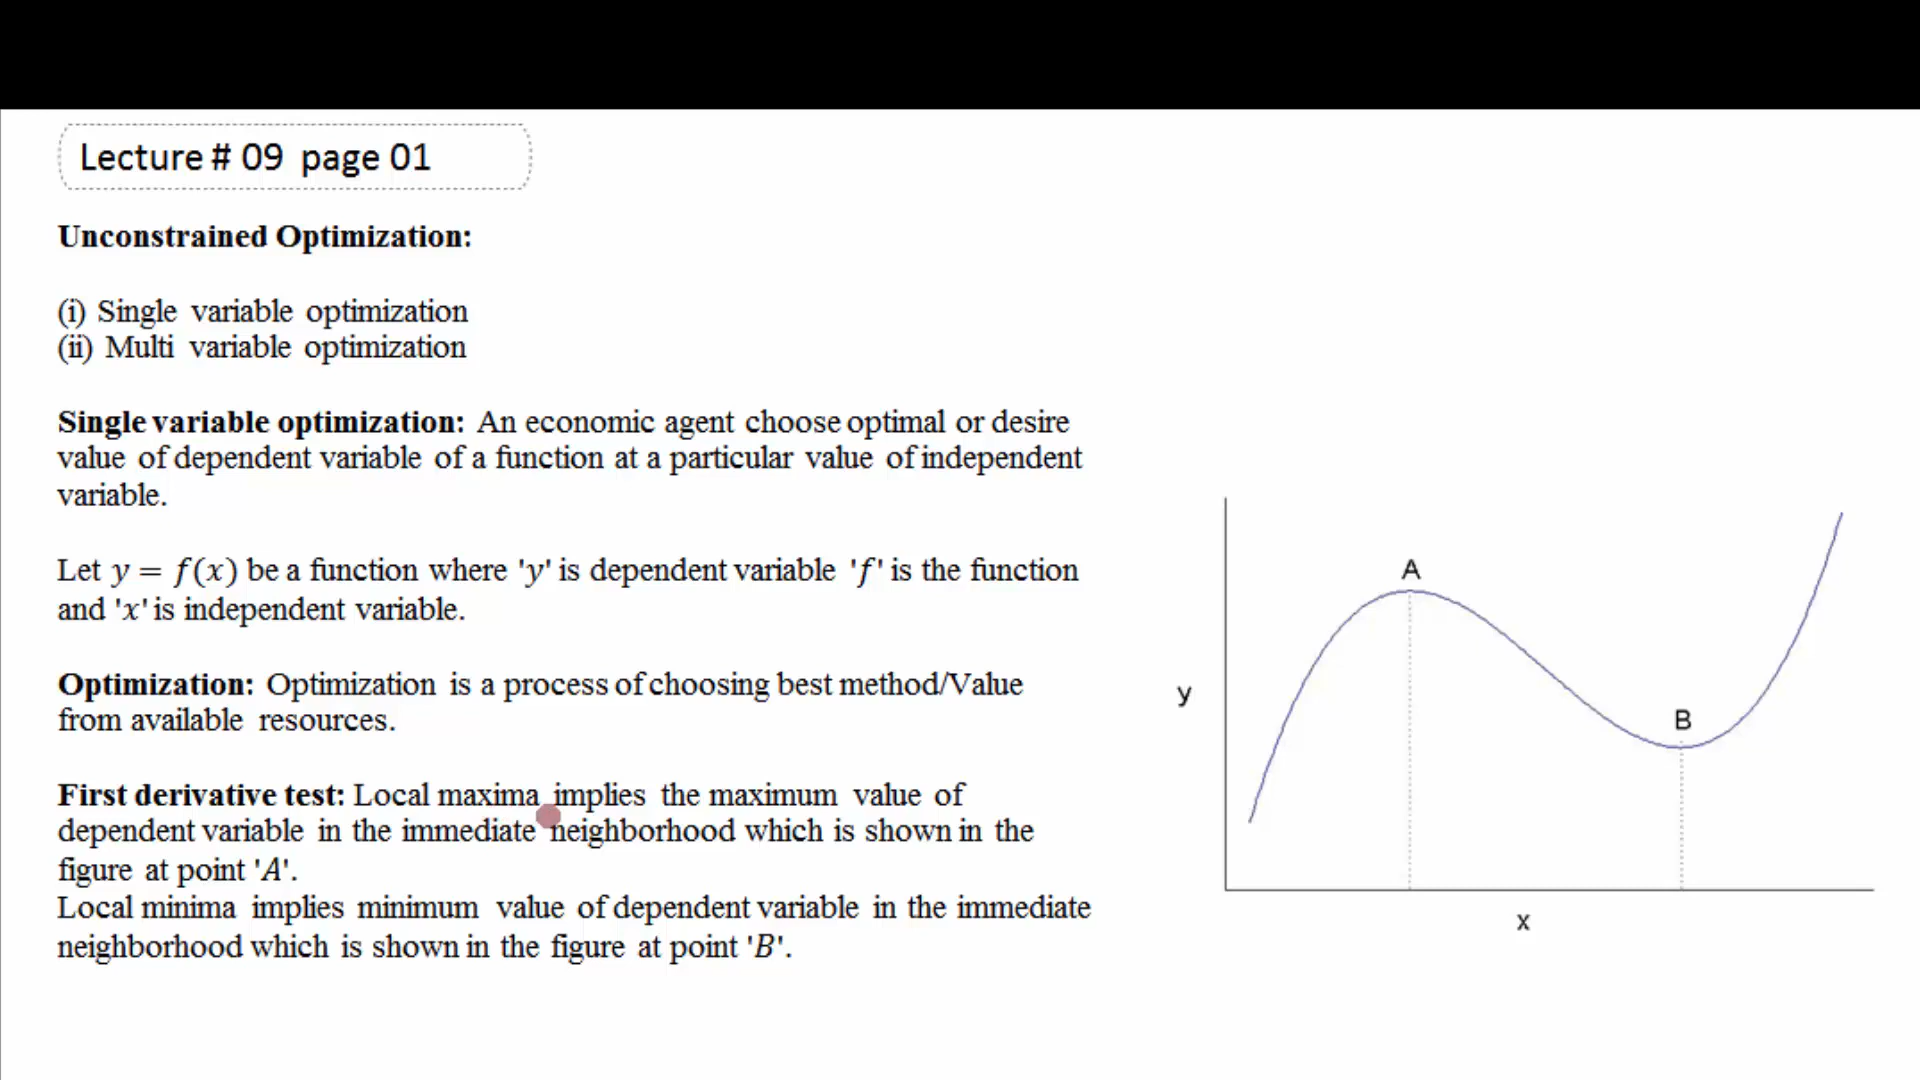 Lecture # 09 page 01
Unconstrained Optimization:
(i) Single variable optimization
(ii) Multi variable optimization
Single variable optimization: An economic agent choose optimal or desire
value of dependent variable of a function at a particular value of independent
variable.
Let y = f(x) be a function where 'y' is dependent variable 'f' is the function
and 'x' is independent variable.
Optimization: Optimization is a process of choosing best method/Value
from available resources.
First derivative test: Local maxima implies the maximum value of
dependent variable in the immediate neighborhood which is shown in the
figure at point 'A'.
Local minima implies minimum value of dependent variable in the immediate
neighborhood which is shown in the figure at point 'B'.
A
y
B
x